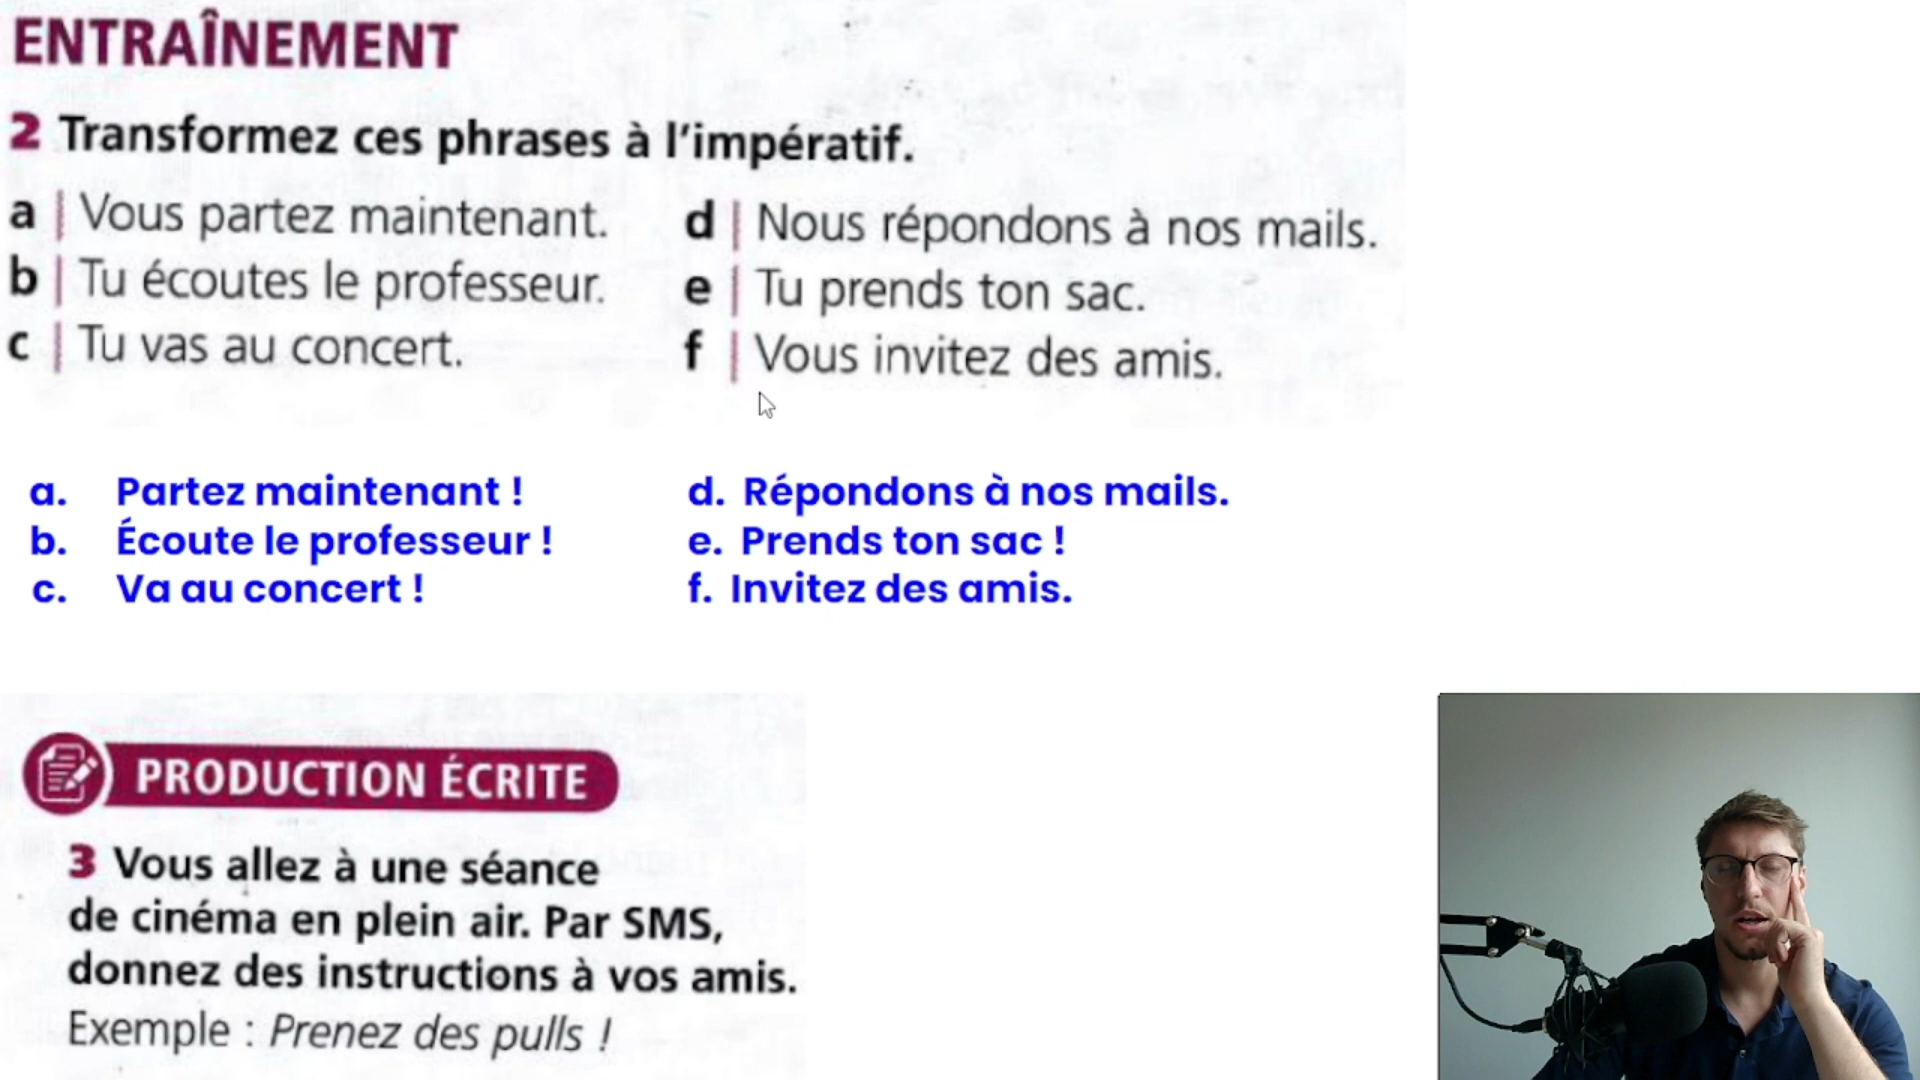 ENTRAÎNEMENT
2 Transformez ces phrases à l'impératif.
a | Vous partez maintenant.
b | Tu écoutes le professeur.
c | Tu vas au concert.
d | Nous répondons à nos mails.
e | Tu prends ton sac.
f | Vous invitez des amis.
a. Partez maintenant !
b. Écoute le professeur !
c. Va au concert !
d. Répondons à nos mails.
e. Prends ton sac !
f. Invitez des amis.
PRODUCTION ÉCRITE
3 Vous allez à une séance
de cinéma en plein air. Par SMS,
donnez des instructions à vos amis.
Exemple : Prenez des pulls !